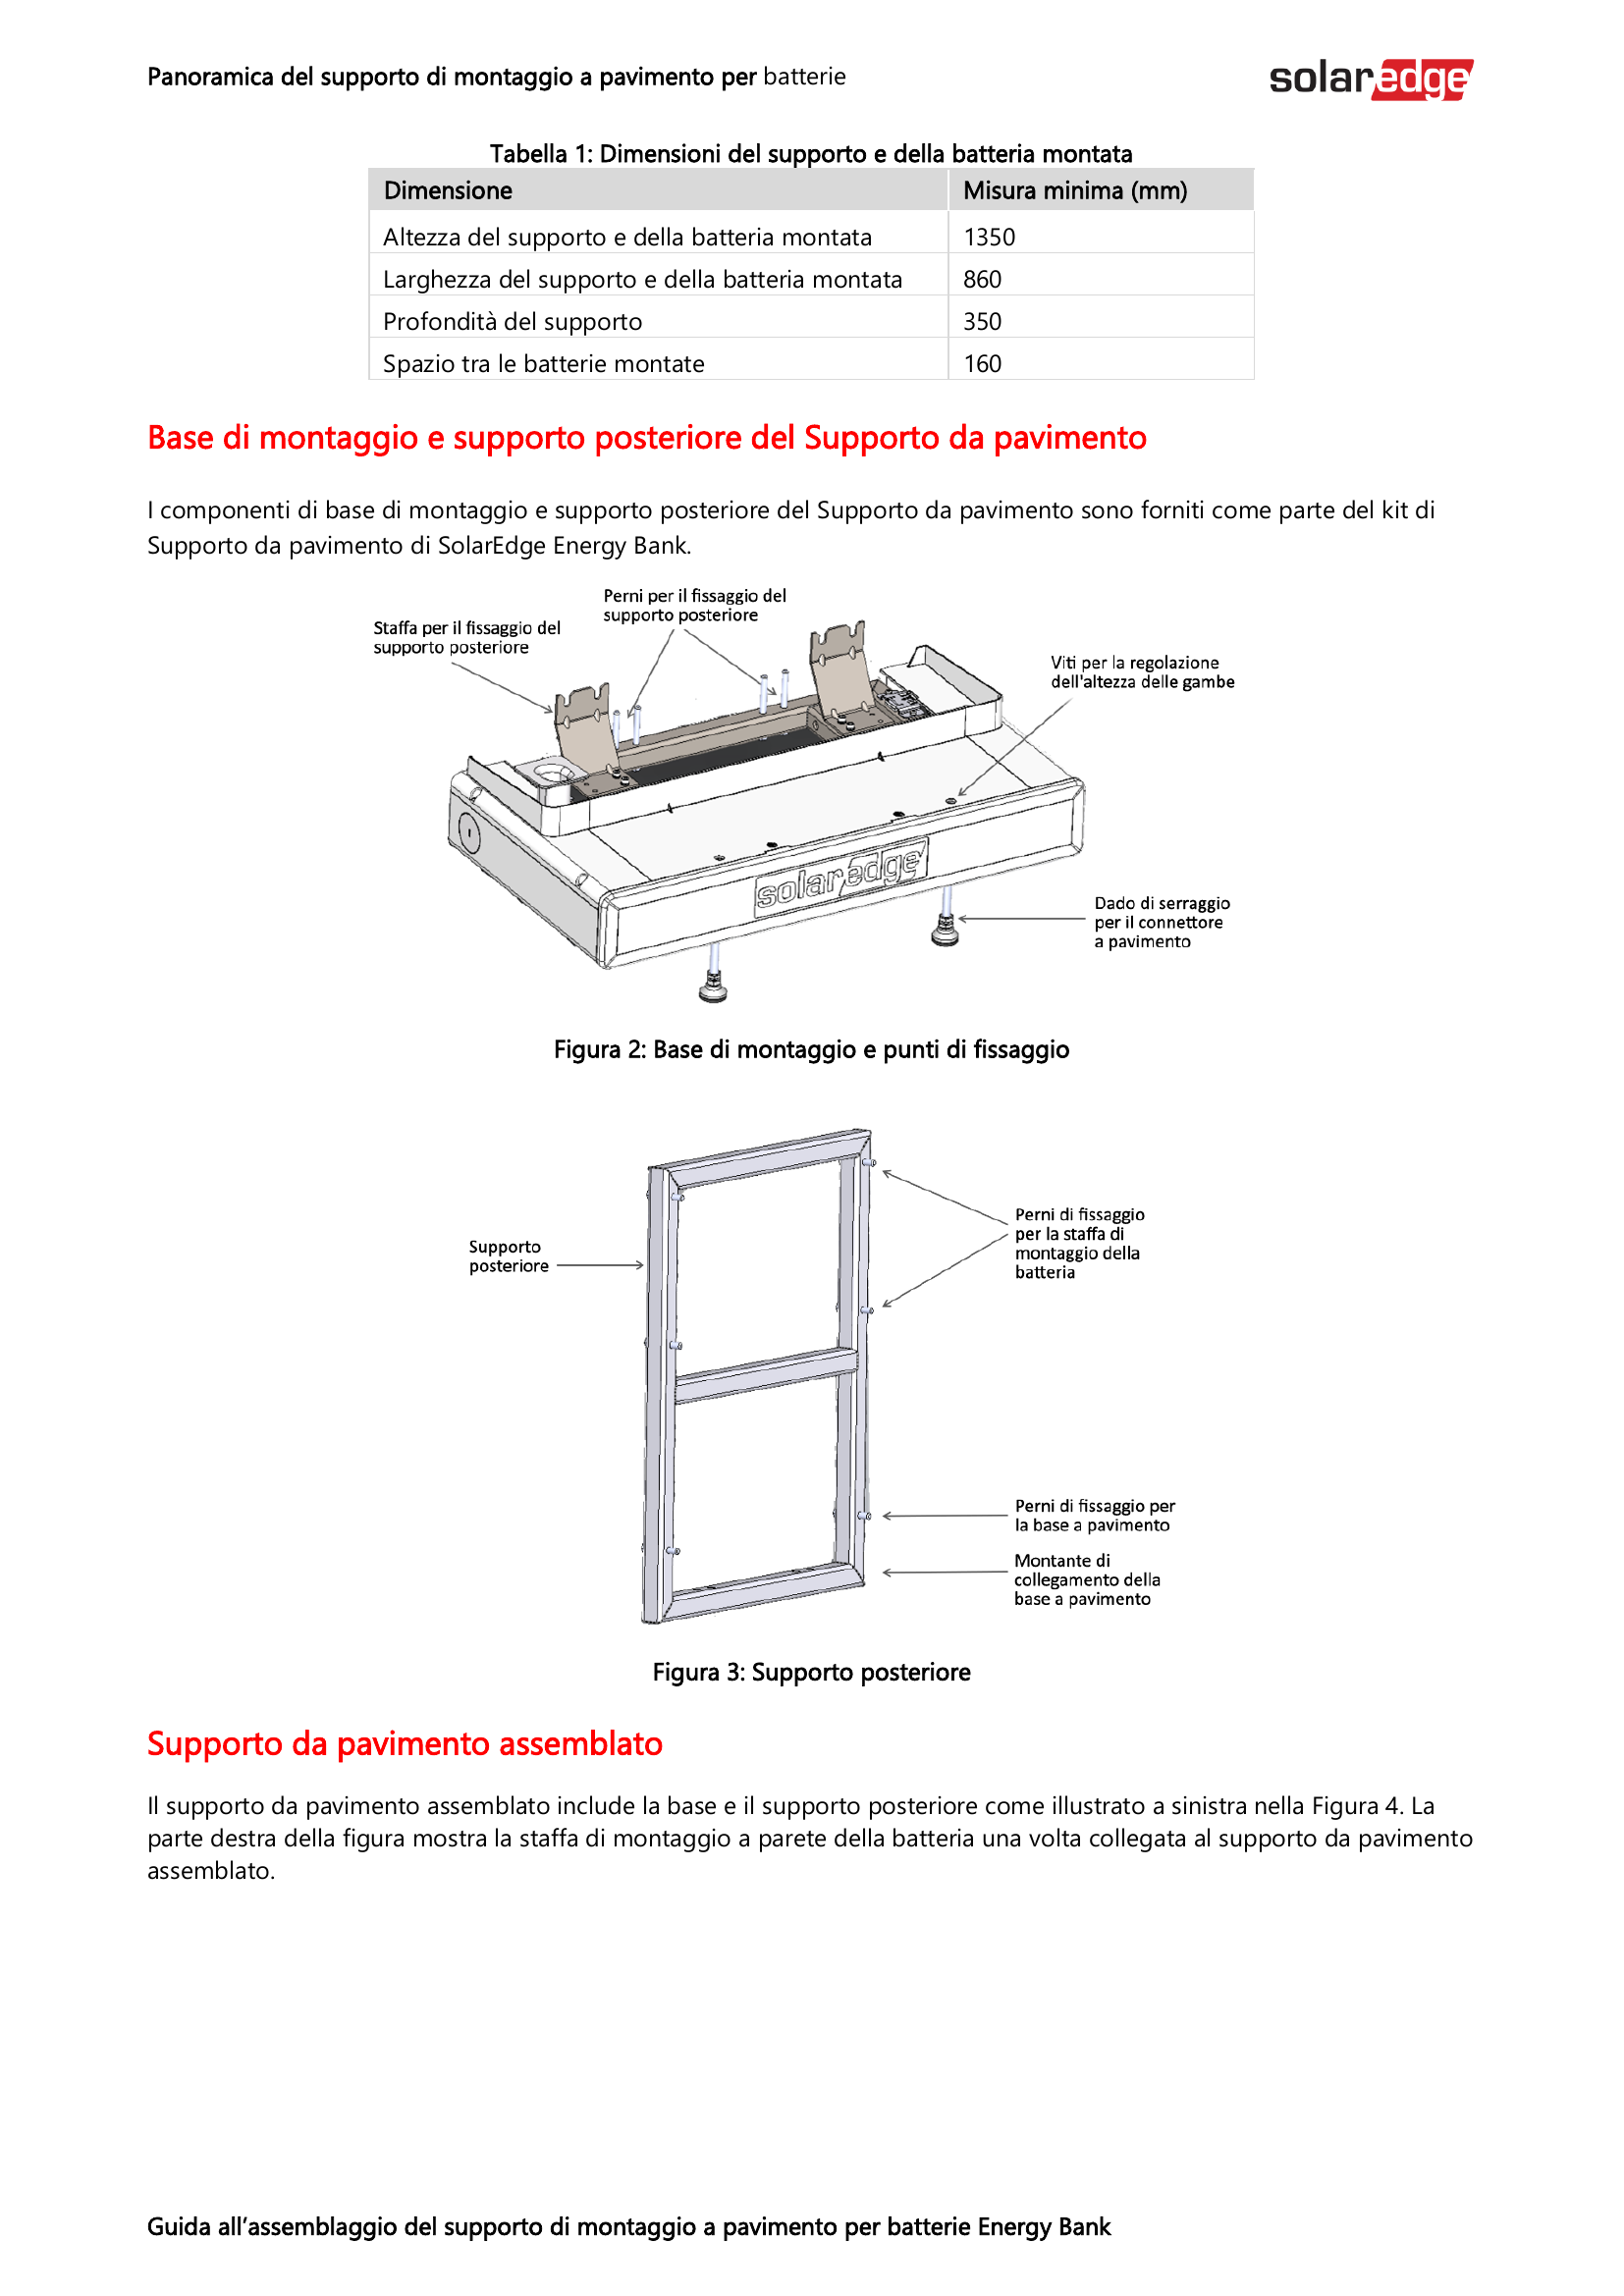 Panoramica del supporto di montaggio a pavimento per batterie
solaredge
Tabella 1: Dimensioni del supporto e della batteria montata
Dimensione Misura minima (mm)
Altezza del supporto e della batteria montata 1350
Larghezza del supporto e della batteria montata 860
Profondità del supporto 350
Spazio tra le batterie montate 160
Base di montaggio e supporto posteriore del Supporto da pavimento
I componenti di base di montaggio e supporto posteriore del Supporto da pavimento sono forniti come parte del kit di
Supporto da pavimento di SolarEdge Energy Bank.
Perni per il fissaggio del
supporto posteriore
Staffa per il fissaggio del
supporto posteriore
Viti per la regolazione
dell'altezza delle gambe
solaredge
Dado di serraggio
per il connettore
a pavimento
Figura 2: Base di montaggio e punti di fissaggio
Perni di fissaggio
per la staffa di
montaggio della
batteria
Supporto
posteriore
Perni di fissaggio per
la base a pavimento
Montante di
collegamento della
base a pavimento
Figura 3: Supporto posteriore
Supporto da pavimento assemblato
Il supporto da pavimento assemblato include la base e il supporto posteriore come illustrato a sinistra nella Figura 4. La
parte destra della figura mostra la staffa di montaggio a parete della batteria una volta collegata al supporto da pavimento
assemblato.
Guida all’assemblaggio del supporto di montaggio a pavimento per batterie Energy Bank